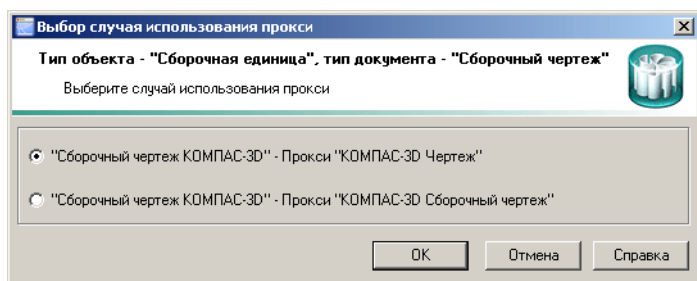 Выбор случая использования прокси
Тип объекта - "Сборочная единица", тип документа - "Сборочный чертеж"
Выберите случай использования прокси
"Сборочный чертеж КОМПАС-3D" - Прокси "КОМПАС-3D Чертеж"
"Сборочный чертеж КОМПАС-3D" - Прокси "КОМПАС-3D Сборочный чертеж"
OK Отмена Справка